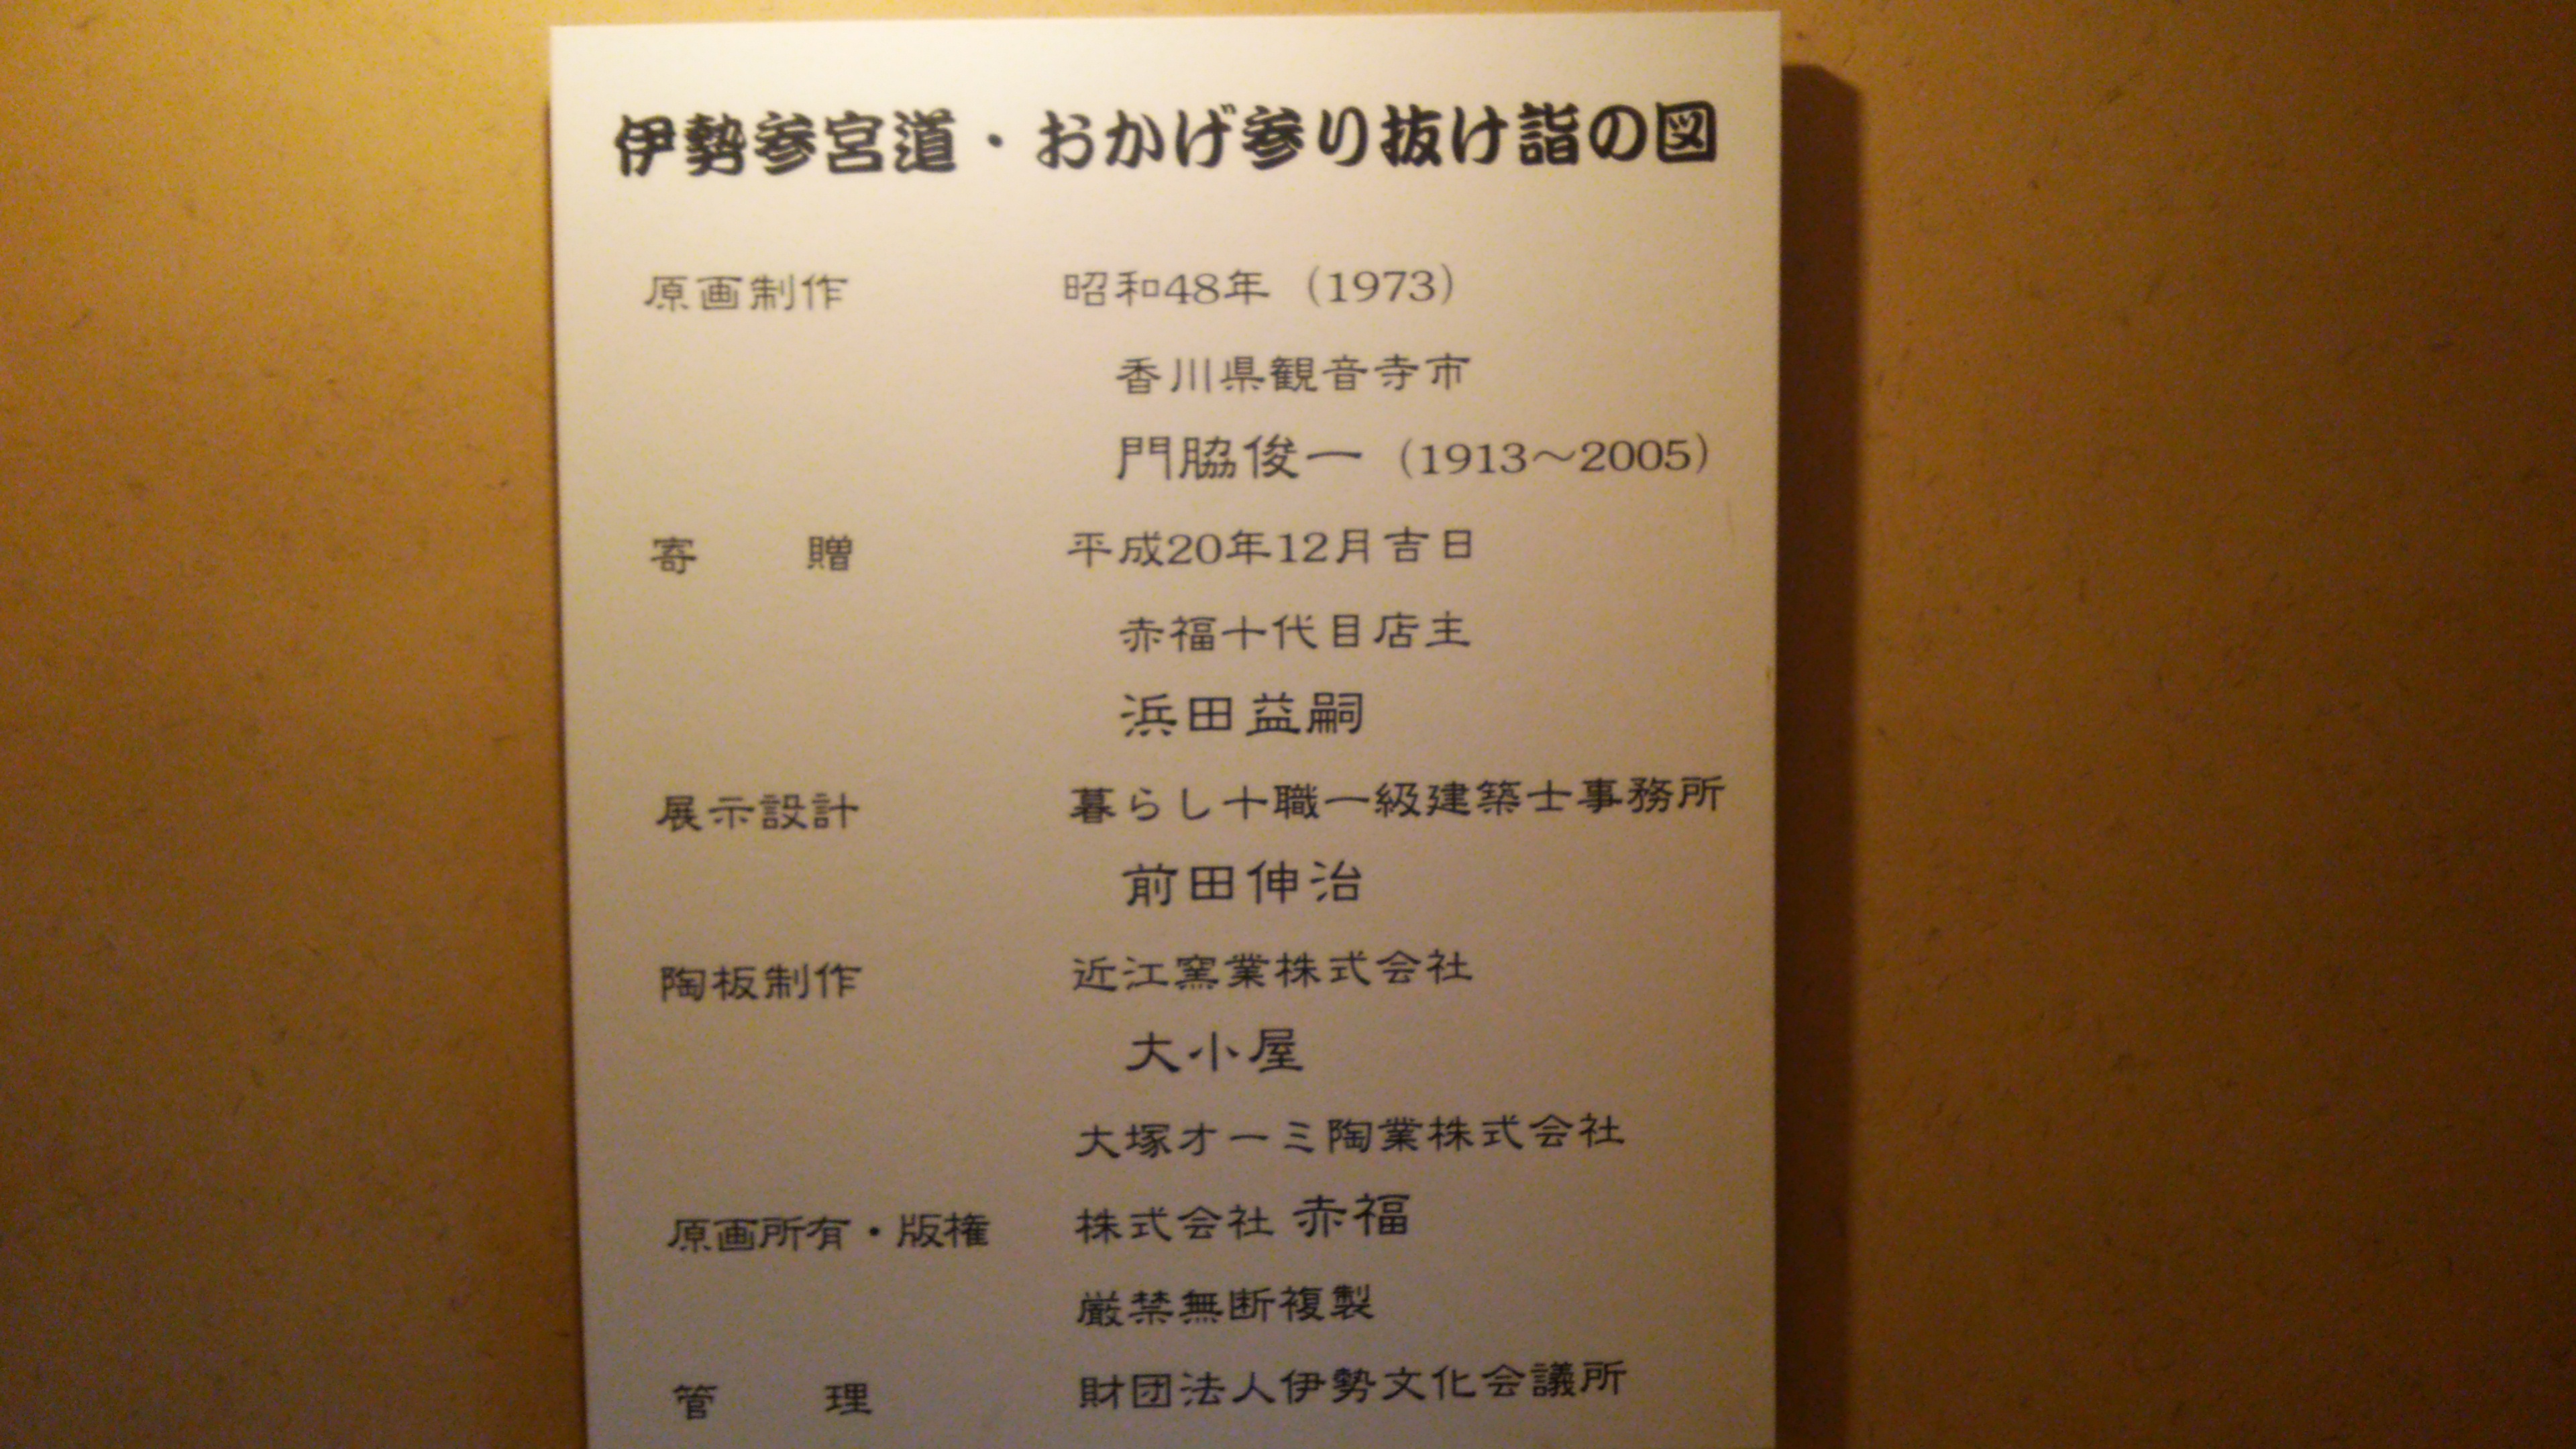 伊勢参宮道・おかげ参り抜け詣の図
原画制作 昭和48年（1973）
香川県観音寺市
門脇俊一（1913～2005）
寄 贈 平成20年12月吉日
赤福十代目店主
浜田益嗣
展示設計 暮らし十職一級建築士事務所
前田伸治
陶板制作 近江窯業株式会社
大小屋
大塚オーミ陶業株式会社
原画所有・版権 株式会社 赤福
厳禁無断複製
管 理 財団法人伊勢文化会議所